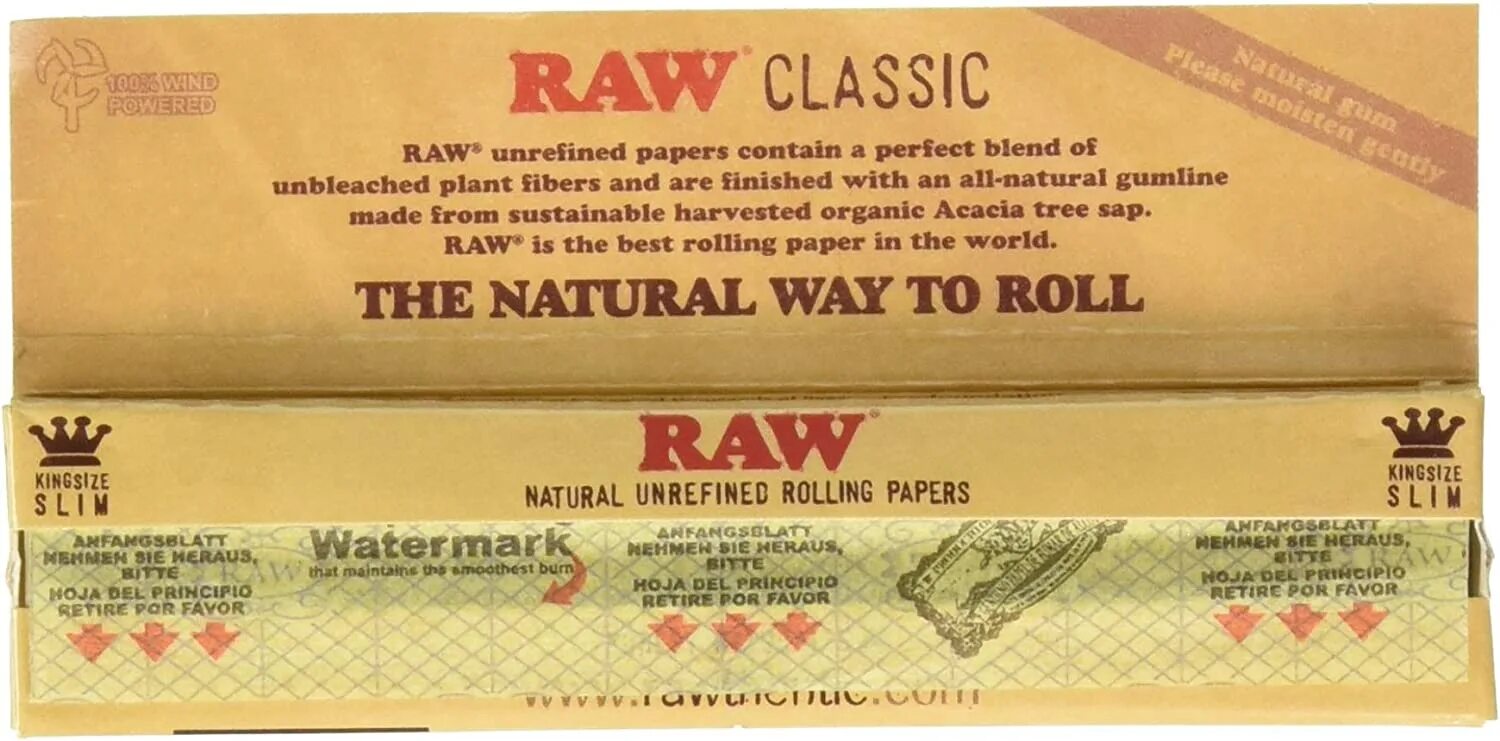 100% WIND
POWERED
RAW® CLASSIC
Natural gum
Please moisten gently
RAW® unrefined papers contain a perfect blend of
unbleached plant fibers and are finished with an all-natural gumline
made from sustainable harvested organic Acacia tree sap.
RAW® is the best rolling paper in the world.
THE NATURAL WAY TO ROLL
KINGSIZE
SLIM
RAW®
NATURAL UNREFINED ROLLING PAPERS
KINGSIZE
SLIM
ANFANGSBLATT
NEHMEN SIE HERAUS,
BITTE
HOJA DEL PRINCIPIO
RETIRE POR FAVOR
RAW
Watermark
that maintains the smoothest burn
ANFANGSBLATT
NEHMEN SIE HERAUS,
BITTE
HOJA DEL PRINCIPIO
RETIRE POR FAVOR
ANFANGSBLATT
NEHMEN SIE HERAUS,
BITTE
HOJA DEL PRINCIPIO
RETIRE POR FAVOR
RAW
www.rawthentic.com